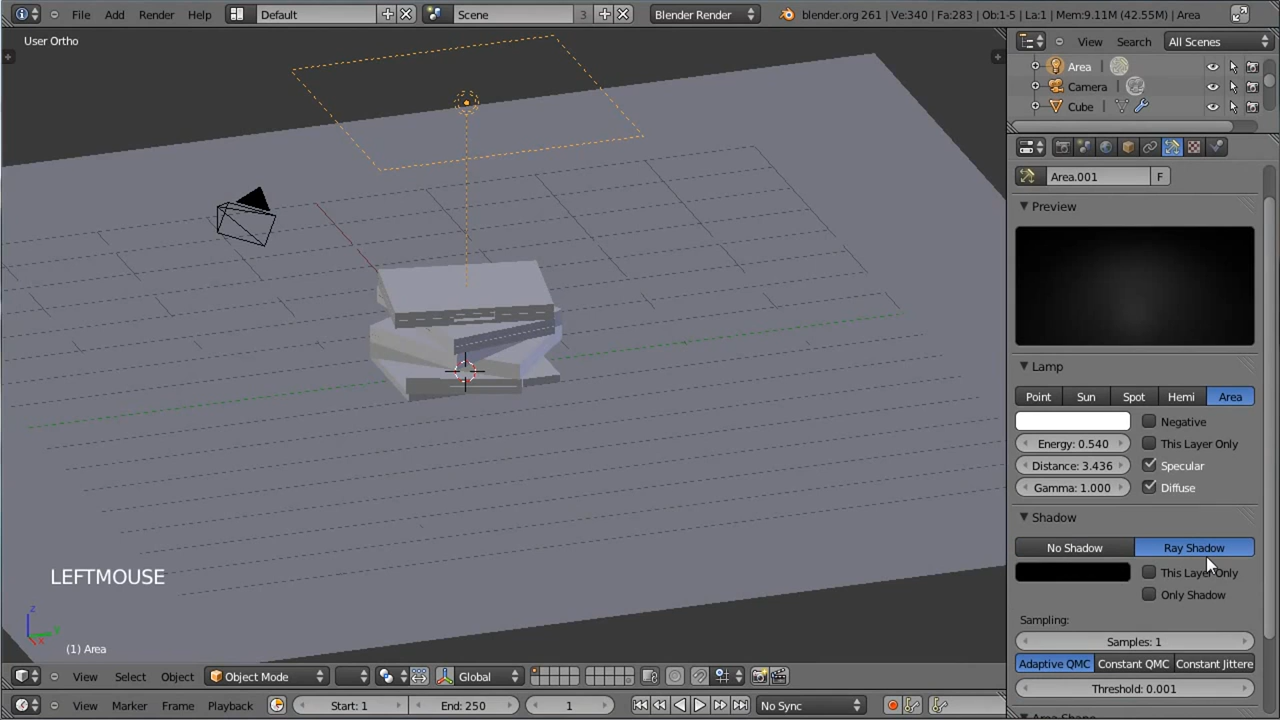 File Add Render Help Default Scene 3 Blender Render blender.org 261 | Ve:340 | Fa:283 | Ob:1-5 | La:1 | Mem:9.11M (42.55M) | Area
User Ortho
View Search All Scenes
Area
Camera
Cube
Area.001 F
Preview
Lamp
Point Sun Spot Hemi Area
Negative
Energy: 0.540 This Layer Only
Distance: 3.436 Specular
Gamma: 1.000 Diffuse
Shadow
No Shadow Ray Shadow
This Layer Only
Only Shadow
Sampling:
Samples: 1
Adaptive QMC Constant QMC Constant Jittere
Threshold: 0.001
LEFTMOUSE
z
y
x
(1) Area
View Select Object Object Mode Global
View Marker Frame Playback Start: 1 End: 250 1 No Sync